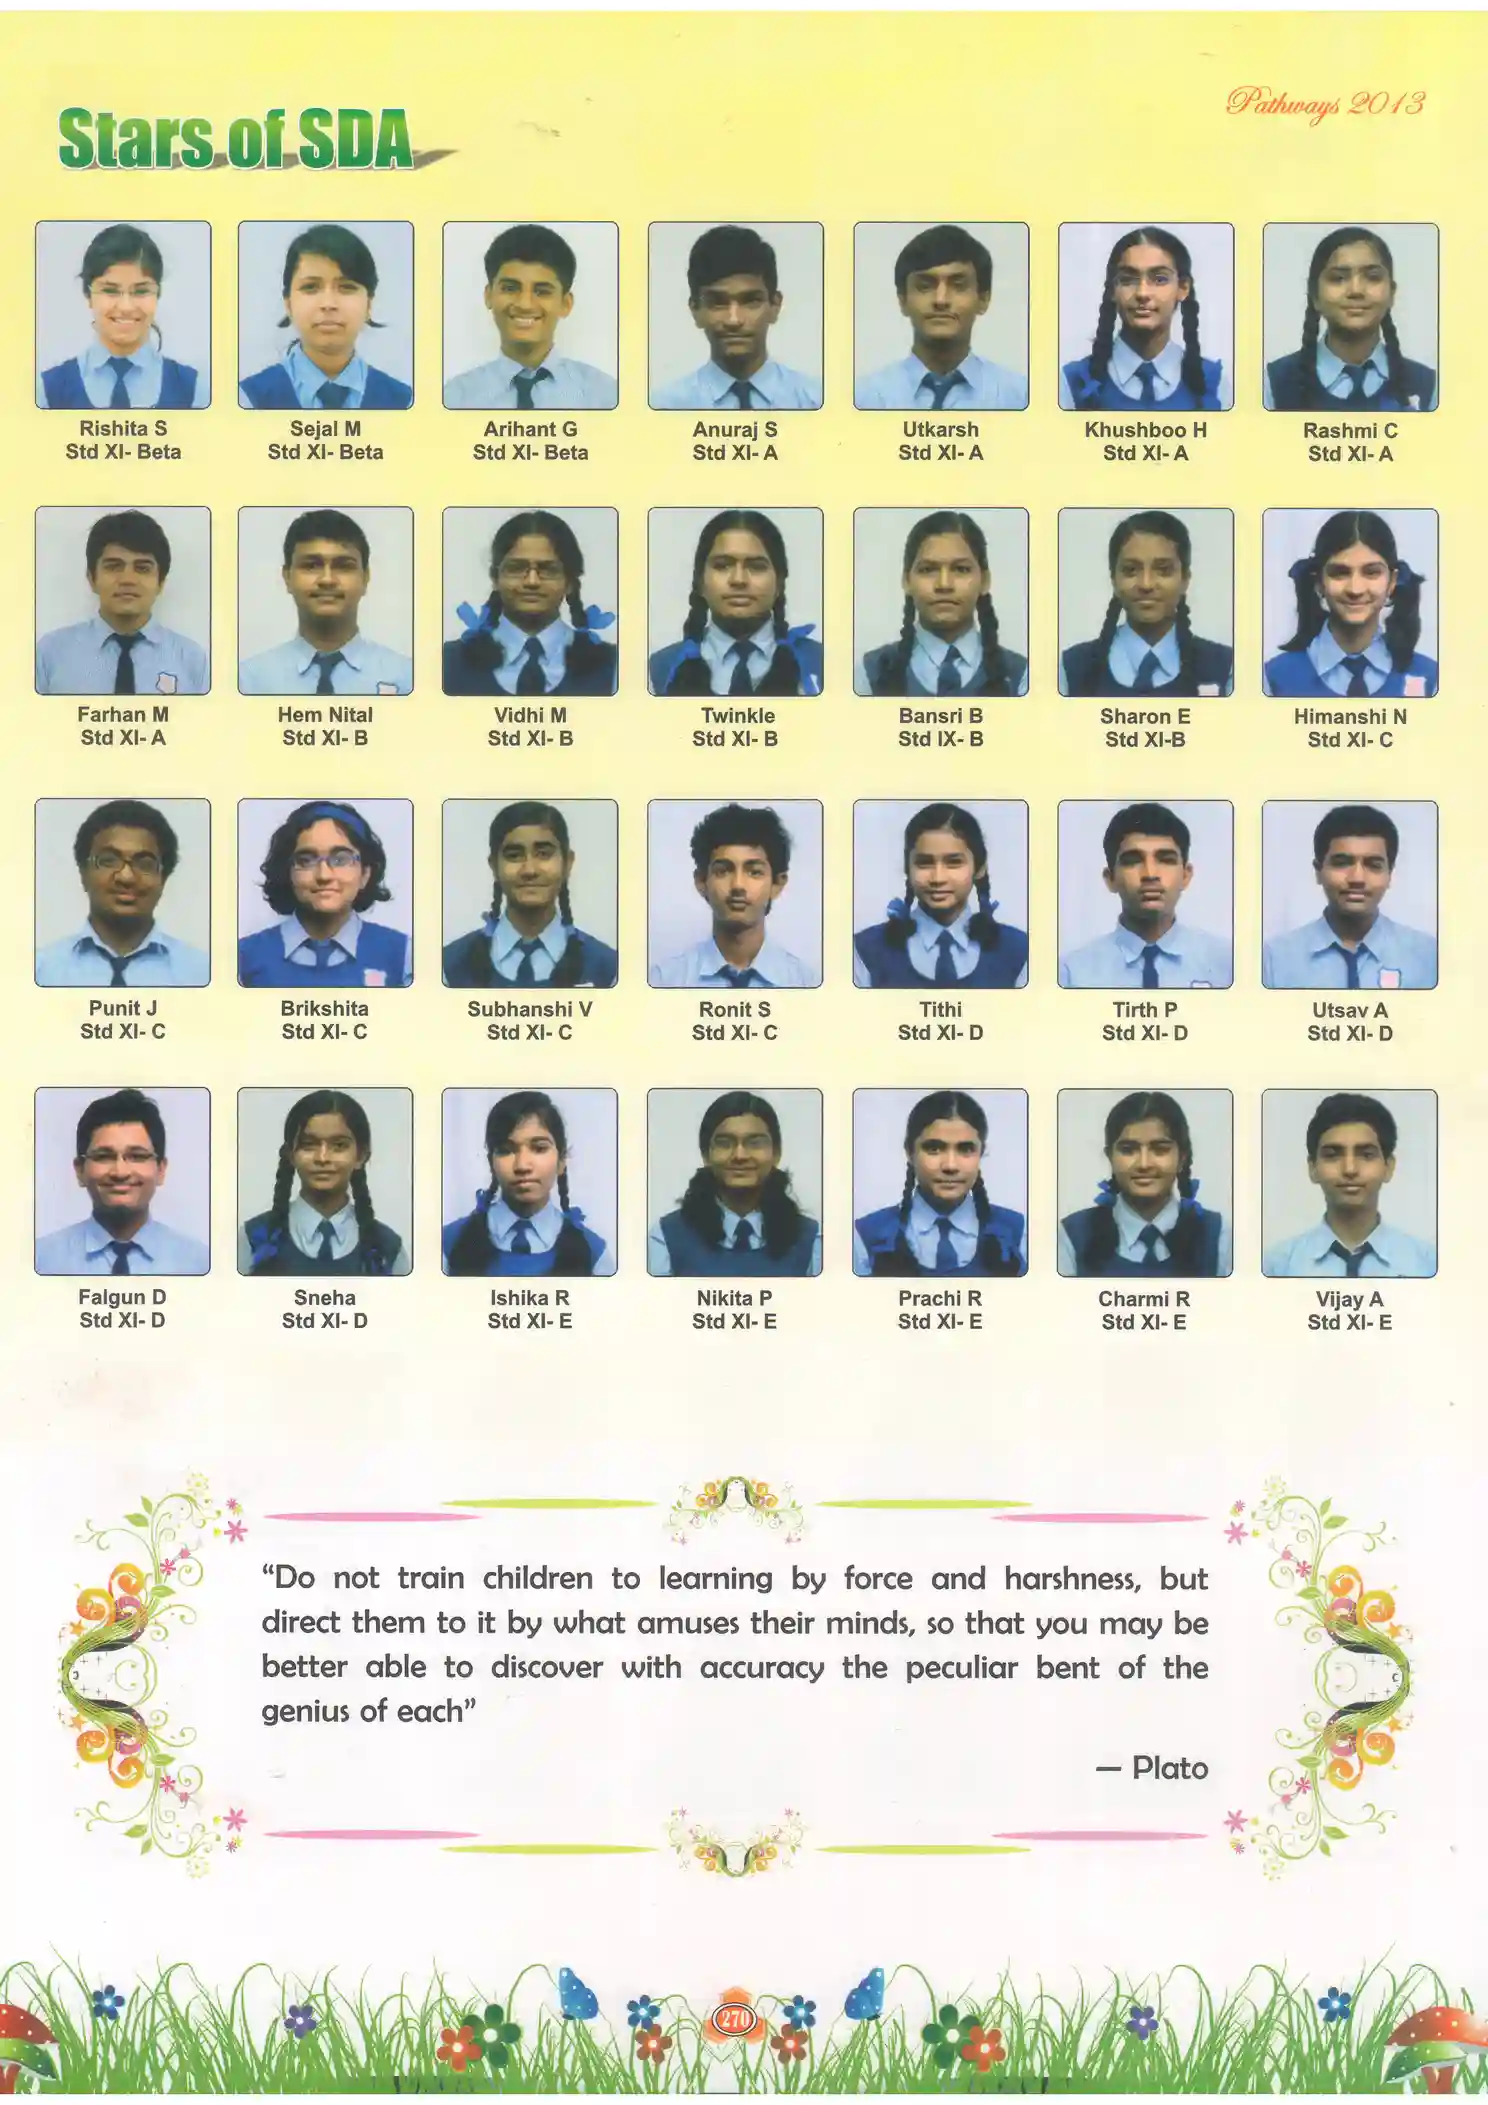 Stars of SDA
Pathways 2013
Rishita S
Std XI- Beta
Sejal M
Std XI- Beta
Arihant G
Std XI- Beta
Anuraj S
Std XI- A
Utkarsh
Std XI- A
Khushboo H
Std XI- A
Rashmi C
Std XI- A
Farhan M
Std XI- A
Hem Nital
Std XI- B
Vidhi M
Std XI- B
Twinkle
Std XI- B
Bansri B
Std IX- B
Sharon E
Std XI-B
Himanshi N
Std XI- C
Punit J
Std XI- C
Brikshita
Std XI- C
Subhanshi V
Std XI- C
Ronit S
Std XI- C
Tithi
Std XI- D
Tirth P
Std XI- D
Utsav A
Std XI- D
Falgun D
Std XI- D
Sneha
Std XI- D
Ishika R
Std XI- E
Nikita P
Std XI- E
Prachi R
Std XI- E
Charmi R
Std XI- E
Vijay A
Std XI- E
“Do not train children to learning by force and harshness, but
direct them to it by what amuses their minds, so that you may be
better able to discover with accuracy the peculiar bent of the
genius of each”
— Plato
270